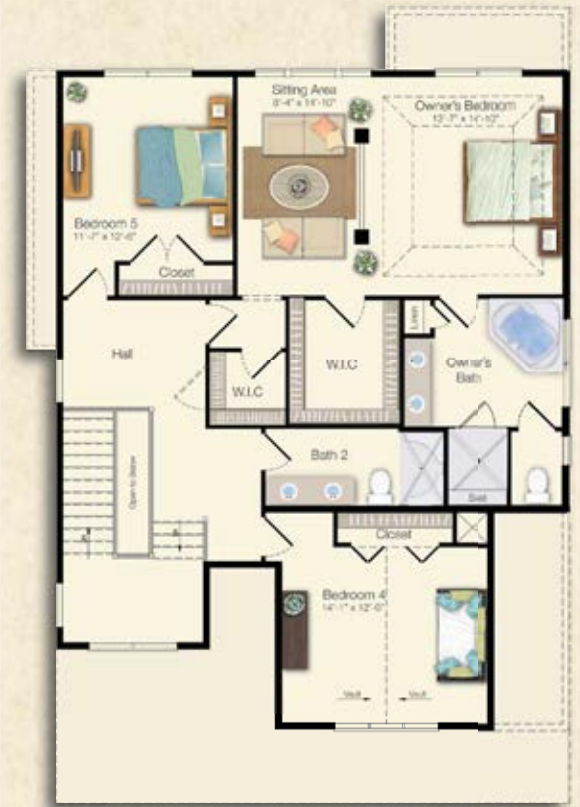 Sitting Area
8'-4" x 14'-10"
Owner's Bedroom
13'-7" x 14'-10"
Bedroom 5
11'-7" x 12'-6"
Closet
Hall
W.I.C
W.I.C
Linen
Owner's
Bath
Open to Below
Bath 2
Seat
Closet
Bedroom 4
14'-1" x 12'-0"
Vault
Vault